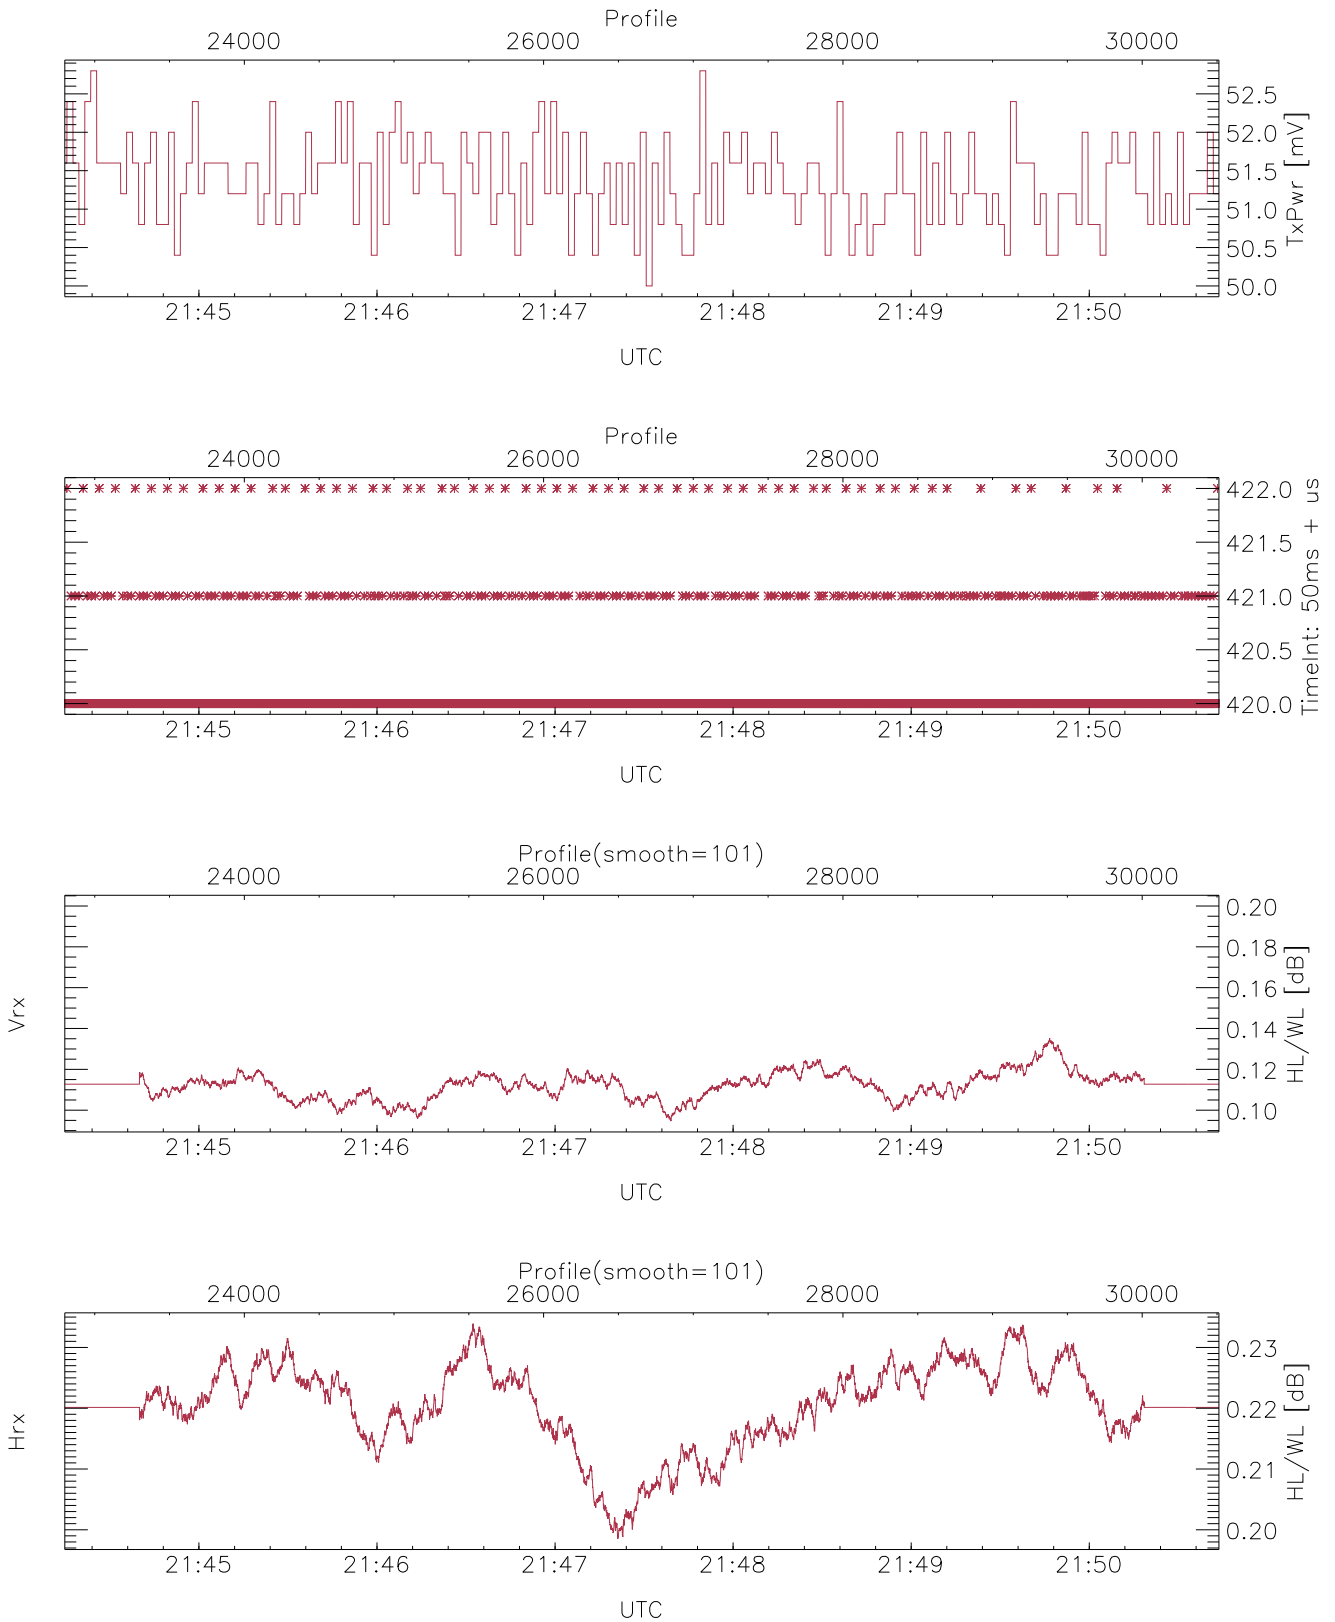 Profile
24000 26000 28000 30000
52.5
52.0
51.5
51.0
50.5
50.0
TxPwr [mV]
21:45 21:46 21:47 21:48 21:49 21:50
UTC
Profile
24000 26000 28000 30000
422.0
421.5
421.0
420.5
420.0
TimeInt: 50ms + us
21:45 21:46 21:47 21:48 21:49 21:50
UTC
Profile(smooth=101)
24000 26000 28000 30000
Vrx
0.20
0.18
0.16
0.14
0.12
0.10
HL/WL [dB]
21:45 21:46 21:47 21:48 21:49 21:50
UTC
Profile(smooth=101)
24000 26000 28000 30000
Hrx
0.23
0.22
0.21
0.20
HL/WL [dB]
21:45 21:46 21:47 21:48 21:49 21:50
UTC